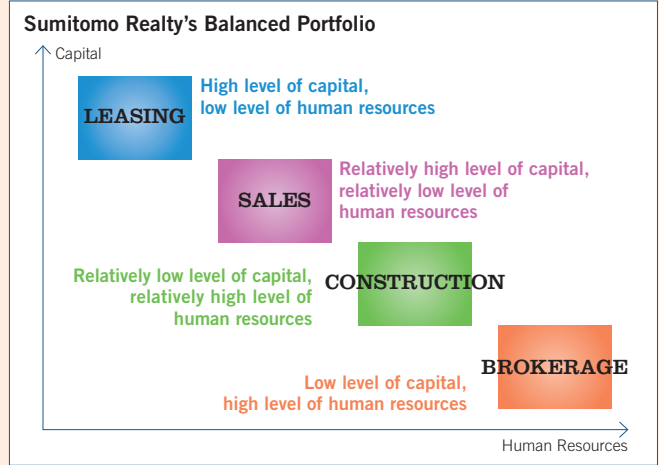 Sumitomo Realty's Balanced Portfolio
Capital
LEASING
High level of capital,
low level of human resources
SALES
Relatively high level of capital,
relatively low level of
human resources
Relatively low level of capital,
relatively high level of
human resources
CONSTRUCTION
BROKERAGE
Low level of capital,
high level of human resources
Human Resources